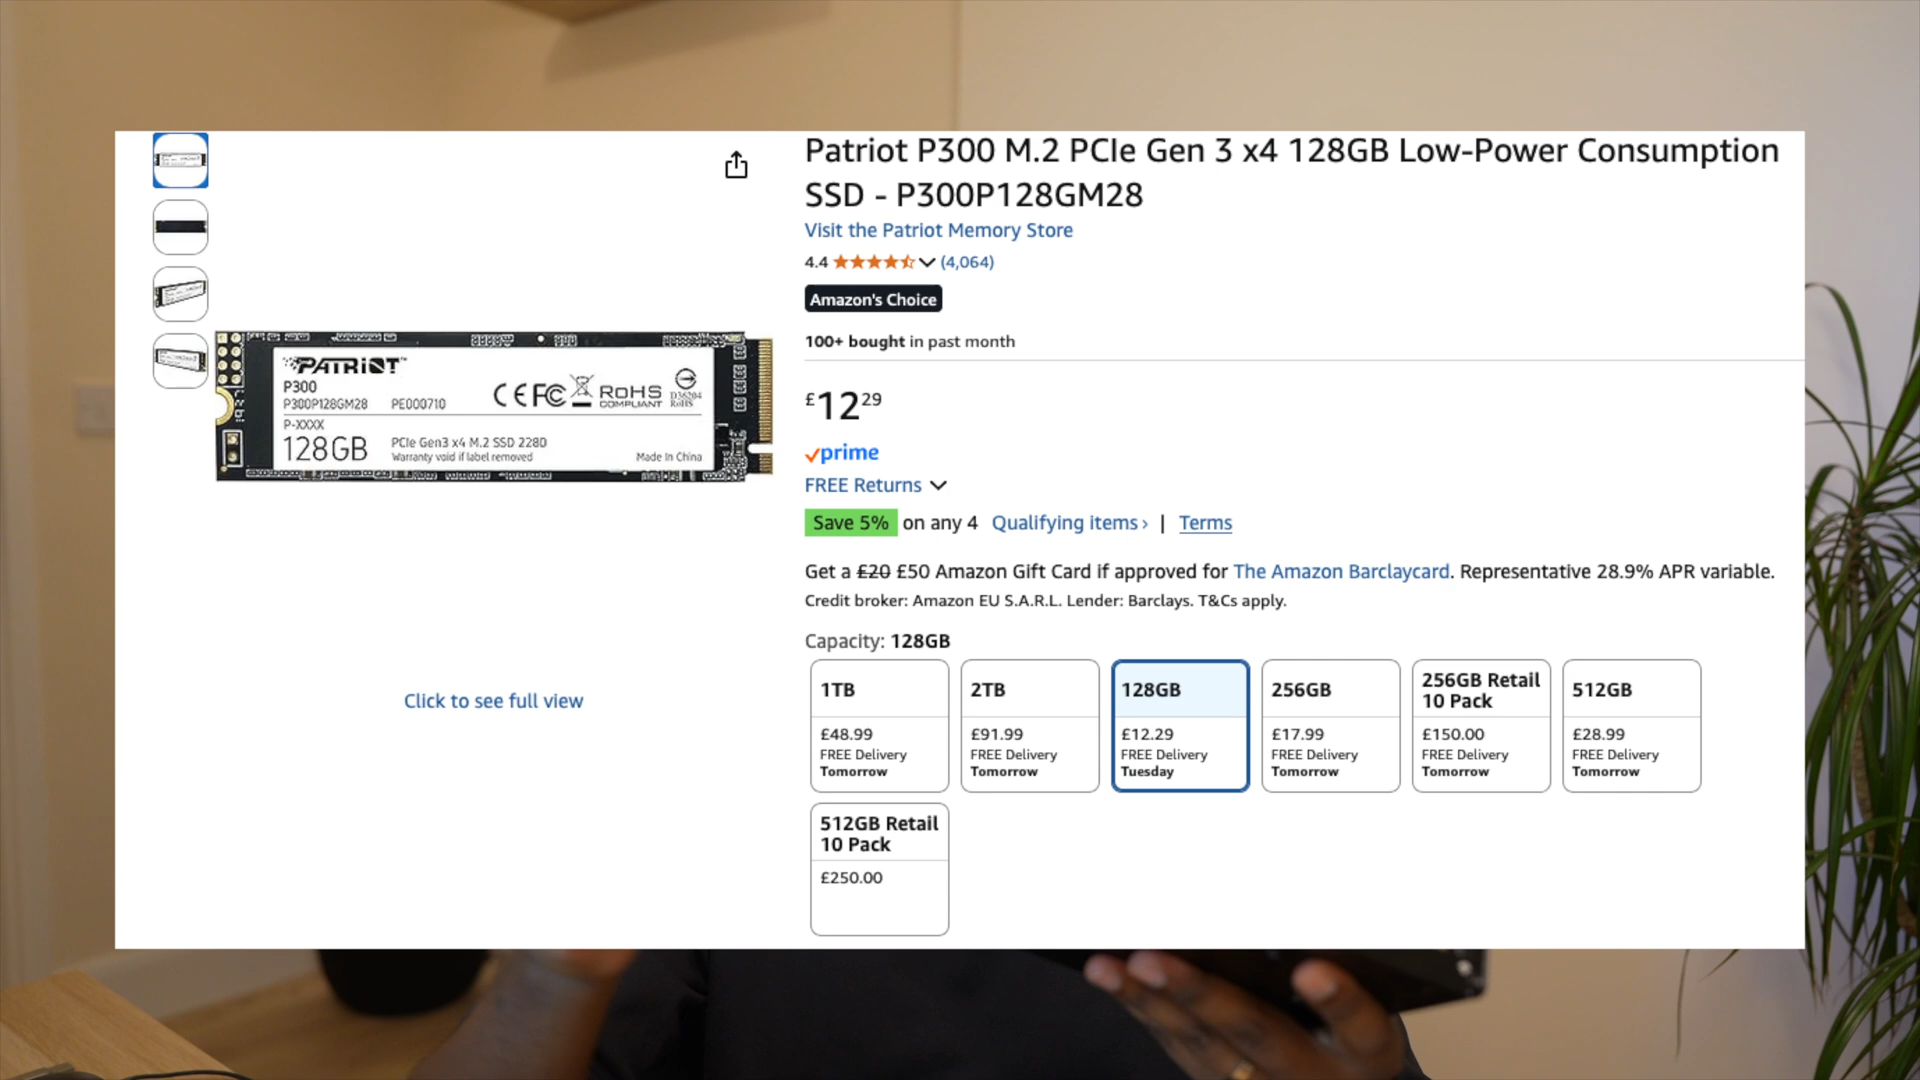 Patriot P300 M.2 PCIe Gen 3 x4 128GB Low-Power Consumption
SSD - P300P128GM28
Visit the Patriot Memory Store
4.4 (4,064)
Amazon's Choice
100+ bought in past month
£12 29
prime
FREE Returns
Save 5% on any 4 Qualifying items › | Terms
Get a £20 £50 Amazon Gift Card if approved for The Amazon Barclaycard. Representative 28.9% APR variable.
Credit broker: Amazon EU S.A.R.L. Lender: Barclays. T&Cs apply.
Capacity: 128GB
1TB
£48.99
FREE Delivery
Tomorrow
2TB
£91.99
FREE Delivery
Tomorrow
128GB
£12.29
FREE Delivery
Tuesday
256GB
£17.99
FREE Delivery
Tomorrow
256GB Retail
10 Pack
£150.00
FREE Delivery
Tomorrow
512GB
£28.99
FREE Delivery
Tomorrow
512GB Retail
10 Pack
£250.00
PATRIOT™
P300
P300P128GM28 PE000710
P-XXXX
128GB
PCIe Gen3 x4 M.2 SSD 2280
Warranty void if label removed
Made In China
CE FC RoHS
COMPLIANT
D36204
RoHS
Click to see full view